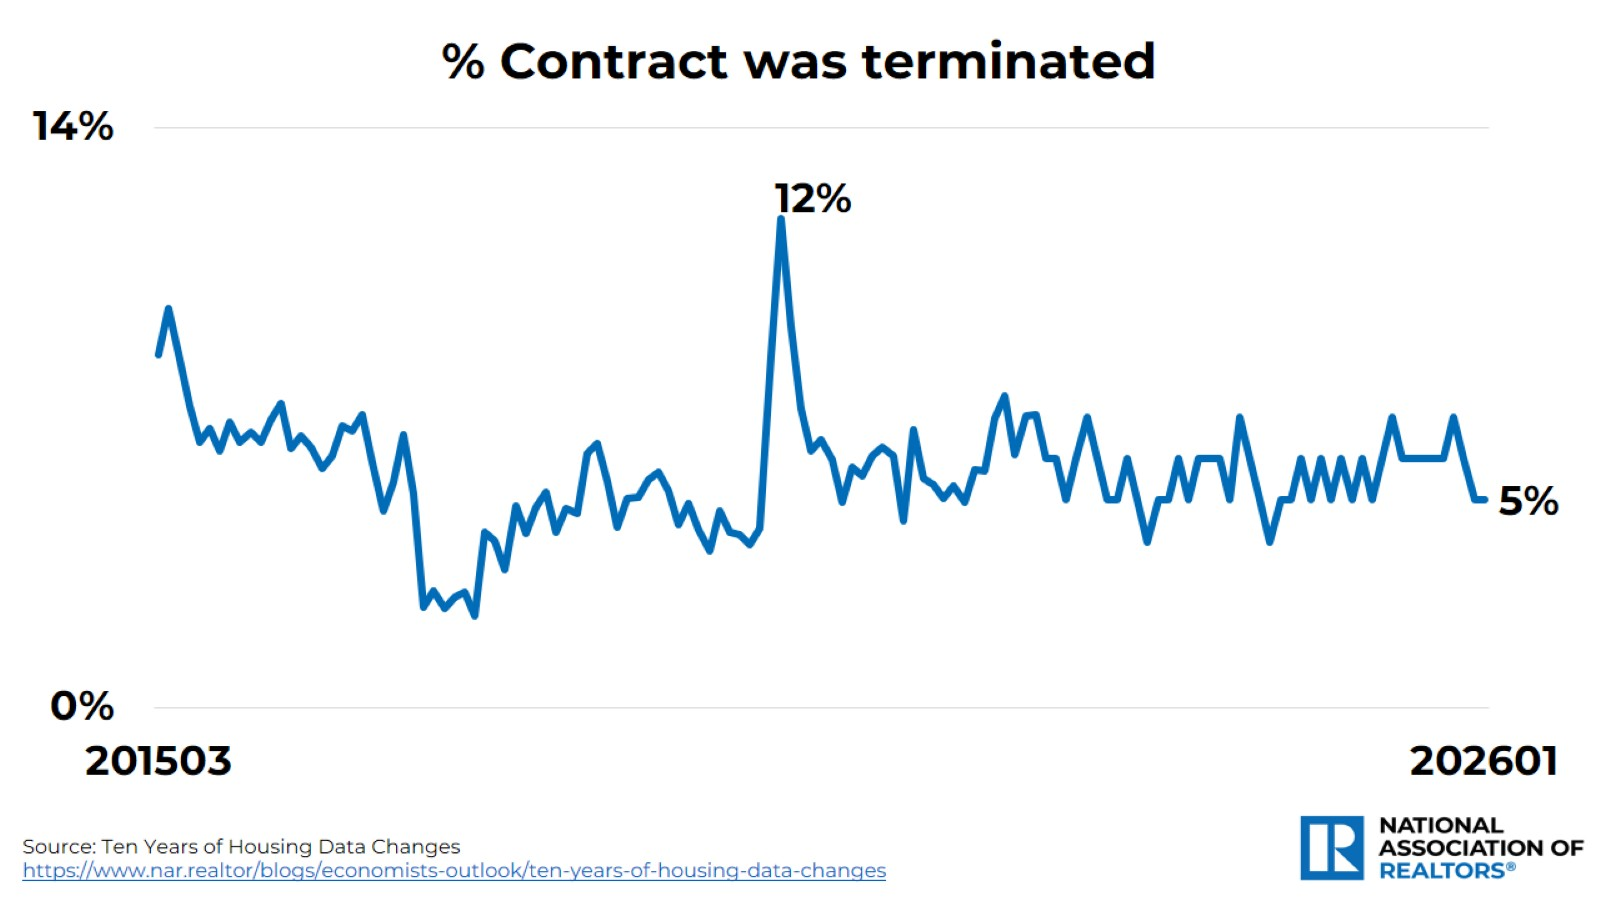 % Contract was terminated
14%
12%
5%
0%
201503
202601
Source: Ten Years of Housing Data Changes
https://www.nar.realtor/blogs/economists-outlook/ten-years-of-housing-data-changes
R
NATIONAL
ASSOCIATION OF
REALTORS®